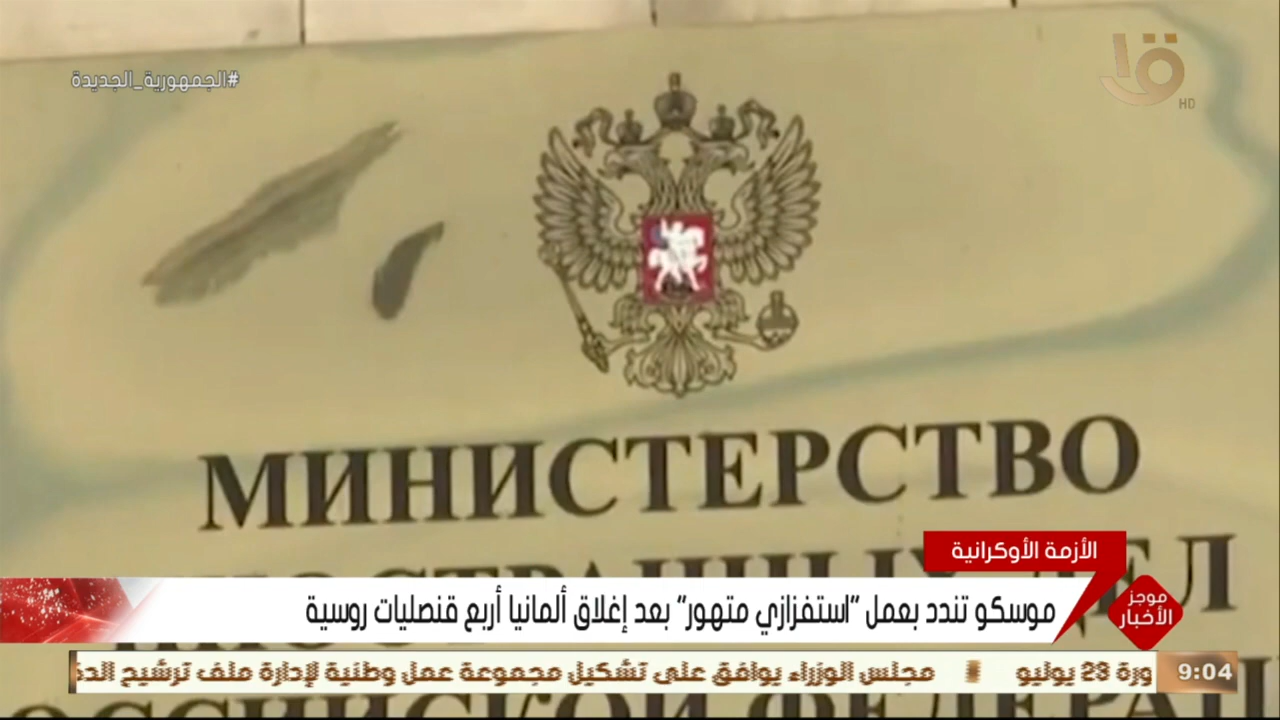 #الجمهورية_الجديدة
HD
МИНИСТЕРСТВО
الأزمة الأوكرانية
موجز
الأخبار
موسكو تندد بعمل "استفزازي متهور" بعد إغلاق ألمانيا أربع قنصليات روسية
9:04
ورة 23 يوليو
مجلس الوزراء يوافق على تشكيل مجموعة عمل وطنية لإدارة ملف ترشيح